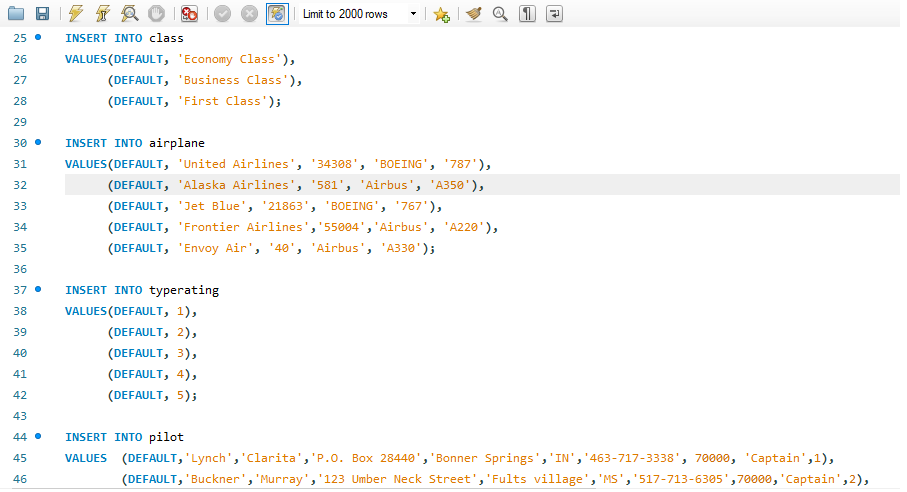 Limit to 2000 rows
25 INSERT INTO class
26 VALUES(DEFAULT, 'Economy Class'),
27 (DEFAULT, 'Business Class'),
28 (DEFAULT, 'First Class');
29
30 INSERT INTO airplane
31 VALUES(DEFAULT, 'United Airlines', '34308', 'BOEING', '787'),
32 (DEFAULT, 'Alaska Airlines', '581', 'Airbus', 'A350'),
33 (DEFAULT, 'Jet Blue', '21863', 'BOEING', '767'),
34 (DEFAULT, 'Frontier Airlines','55004','Airbus', 'A220'),
35 (DEFAULT, 'Envoy Air', '40', 'Airbus', 'A330');
36
37 INSERT INTO typerating
38 VALUES(DEFAULT, 1),
39 (DEFAULT, 2),
40 (DEFAULT, 3),
41 (DEFAULT, 4),
42 (DEFAULT, 5);
43
44 INSERT INTO pilot
45 VALUES (DEFAULT,'Lynch','Clarita','P.O. Box 28440','Bonner Springs','IN','463-717-3338', 70000, 'Captain',1),
46 (DEFAULT,'Buckner','Murray','123 Umber Neck Street','Fults village','MS','517-713-6305',70000,'Captain',2),